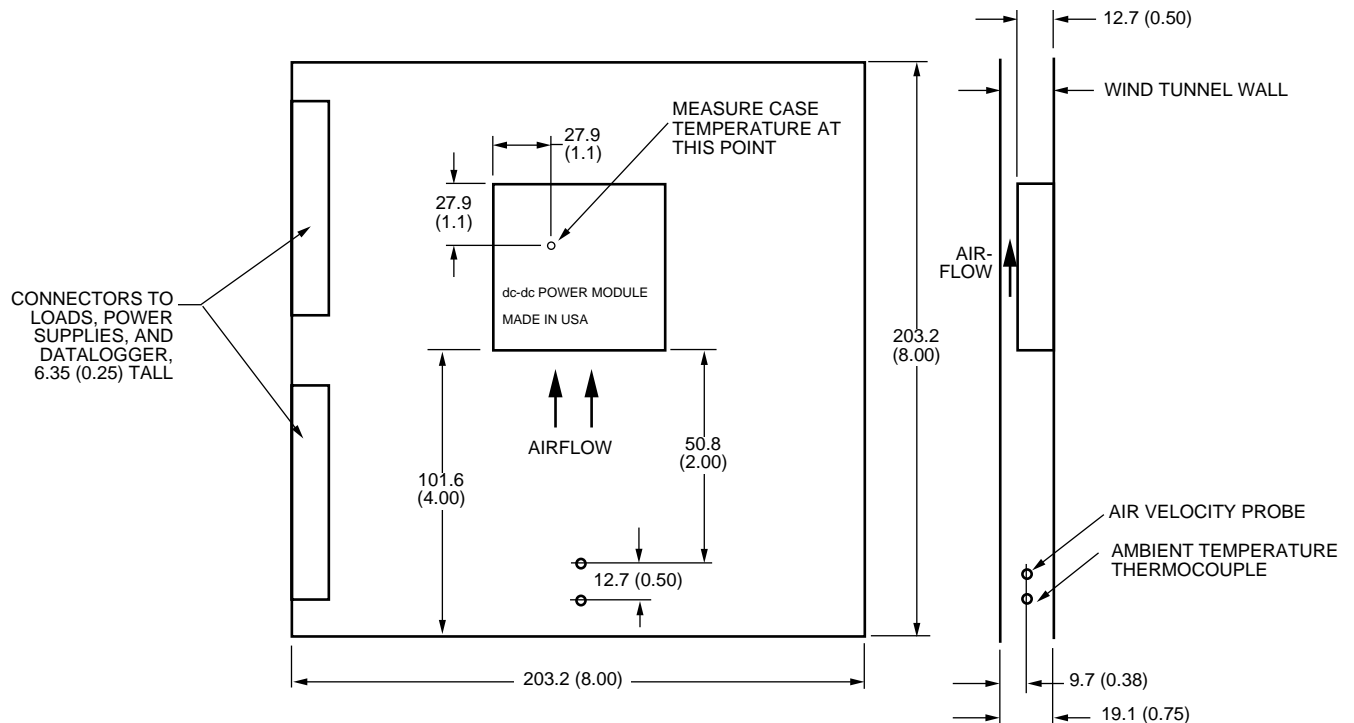 12.7 (0.50)
WIND TUNNEL WALL
MEASURE CASE
TEMPERATURE AT
THIS POINT
27.9
(1.1)
27.9
(1.1)
AIR-
FLOW
dc-dc POWER MODULE
MADE IN USA
CONNECTORS TO
LOADS, POWER
SUPPLIES, AND
DATALOGGER,
6.35 (0.25) TALL
203.2
(8.00)
AIRFLOW
50.8
(2.00)
101.6
(4.00)
AIR VELOCITY PROBE
AMBIENT TEMPERATURE
THERMOCOUPLE
12.7 (0.50)
203.2 (8.00)
9.7 (0.38)
19.1 (0.75)